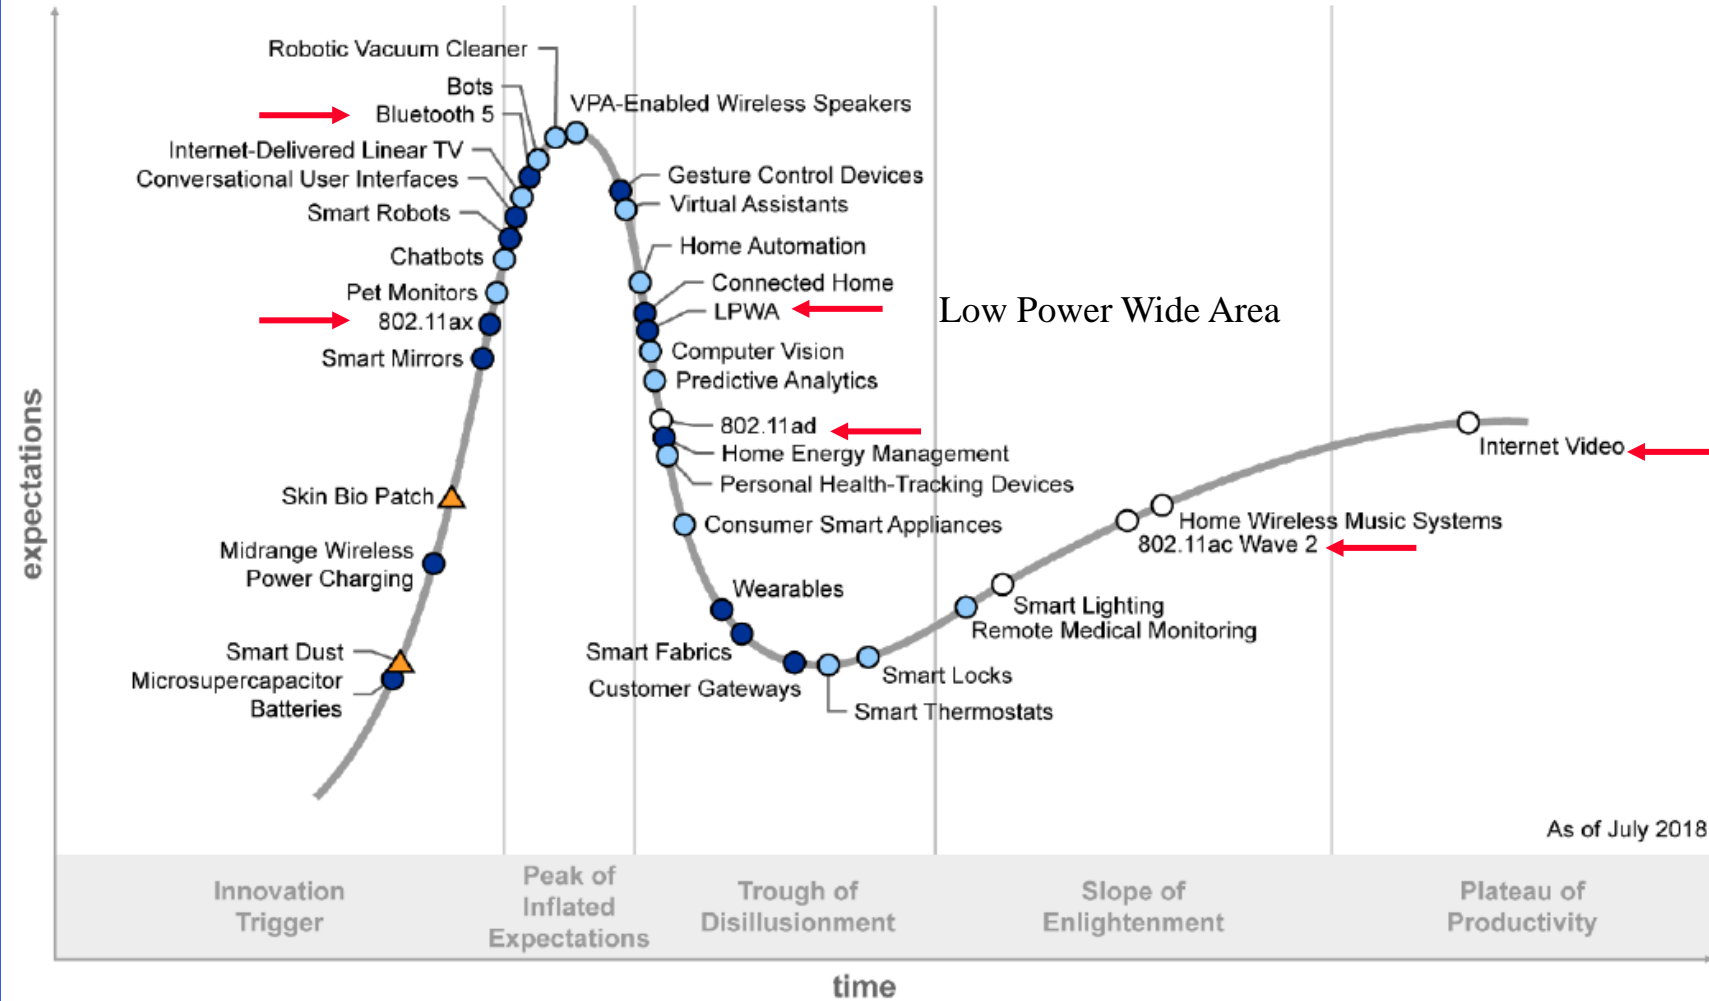 Robotic Vacuum Cleaner
Bots
VPA-Enabled Wireless Speakers
Bluetooth 5
Internet-Delivered Linear TV
Conversational User Interfaces
Gesture Control Devices
Virtual Assistants
Smart Robots
Chatbots
Home Automation
Pet Monitors
Connected Home
802.11ax
LPWA
Low Power Wide Area
Smart Mirrors
Computer Vision
Predictive Analytics
802.11ad
Home Energy Management
Personal Health-Tracking Devices
Internet Video
Skin Bio Patch
Consumer Smart Appliances
Home Wireless Music Systems
802.11ac Wave 2
Midrange Wireless
Power Charging
Wearables
Smart Lighting
Remote Medical Monitoring
Smart Dust
Smart Fabrics
Microsupercapacitor
Batteries
Customer Gateways
Smart Locks
Smart Thermostats
expectations
As of July 2018
Innovation
Trigger
Peak of
Inflated
Expectations
Trough of
Disillusionment
Slope of
Enlightenment
Plateau of
Productivity
time